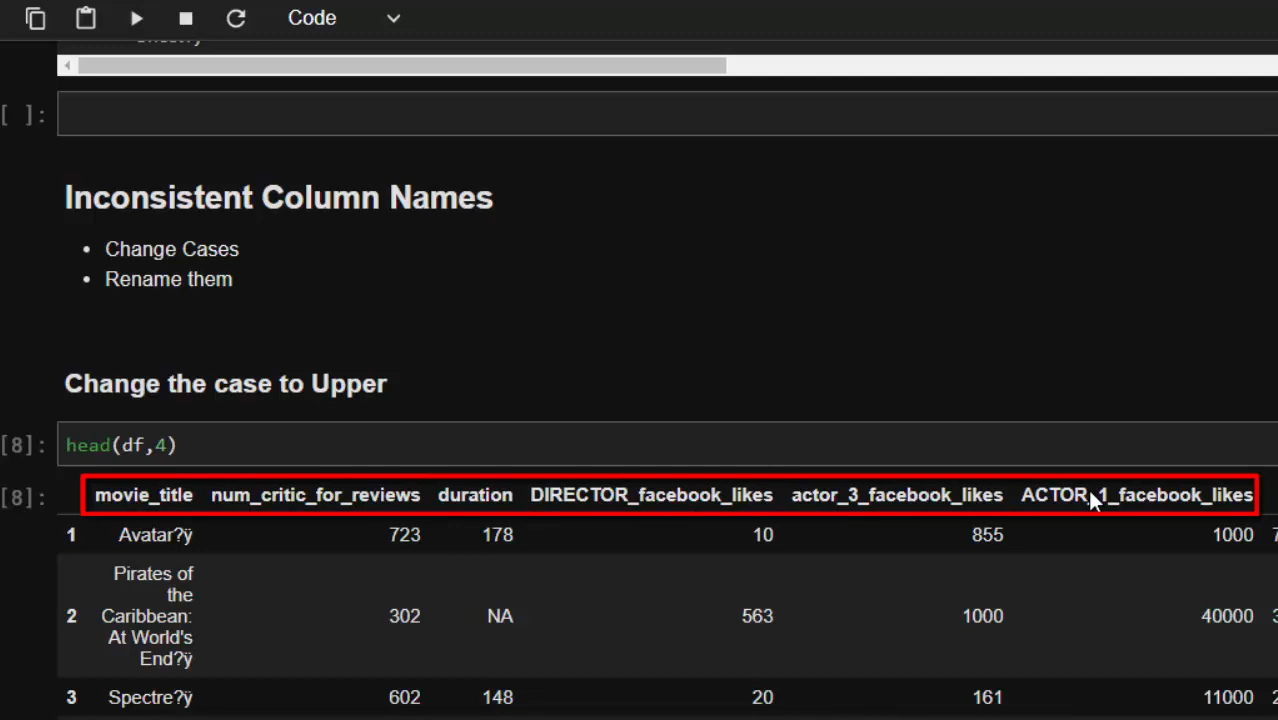 Code
[ ]:
Inconsistent Column Names
• Change Cases
• Rename them
Change the case to Upper
[8]: head(df,4)
[8]: movie_title num_critic_for_reviews duration DIRECTOR_facebook_likes actor_3_facebook_likes ACTOR_1_facebook_likes
1 Avatar?ÿ 723 178 10 855 1000
Pirates of
the
2 Caribbean: 302 NA 563 1000 40000
At World's
End?ÿ
3 Spectre?ÿ 602 148 20 161 11000